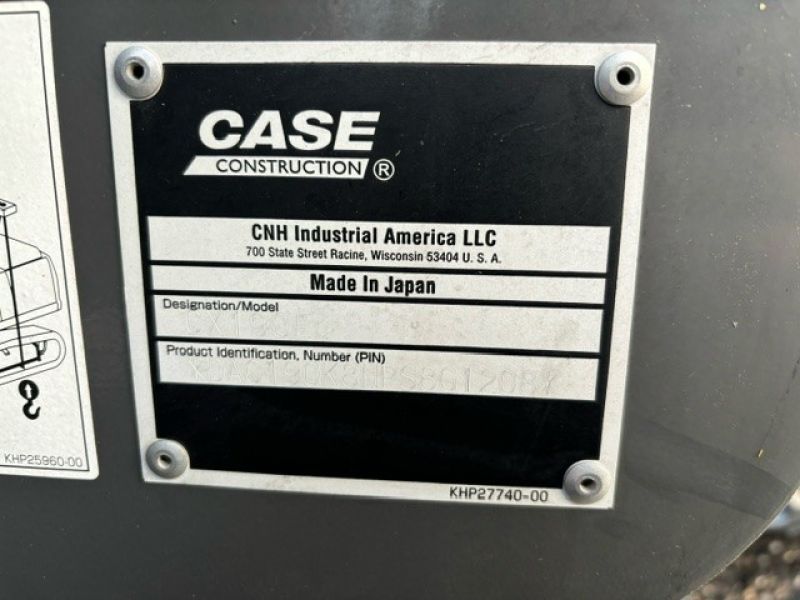 CASE
CONSTRUCTION ®
CNH Industrial America LLC
700 State Street Racine, Wisconsin 53404 U. S. A.
Made In Japan
Designation/Model
Product Identification, Number (PIN)
KHP25960-00
KHP27740-00